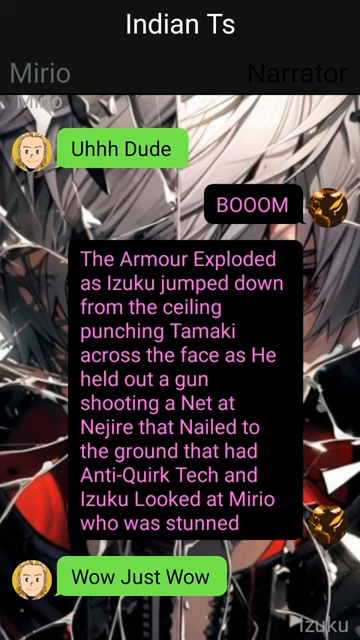 Indian Ts
Mirio
Narrator
Mirio
Uhhh Dude
BOOOM
The Armour Exploded
as Izuku jumped down
from the ceiling
punching Tamaki
across the face as He
held out a gun
shooting a Net at
Nejire that Nailed to
the ground that had
Anti-Quirk Tech and
Izuku Looked at Mirio
who was stunned
Wow Just Wow
Izuku